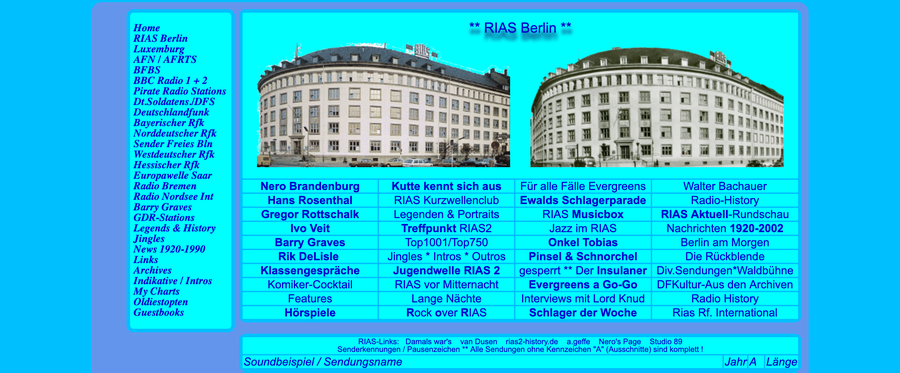 Home
RIAS Berlin
Luxemburg
AFN / AFRTS
BFBS
BBC Radio 1 + 2
Pirate Radio Stations
Dt.Soldatens./DFS
Deutschlandfunk
Bayerischer Rfk
Norddeutscher Rfk
Sender Freies Bln
Westdeutscher Rfk
Hessischer Rfk
Europawelle Saar
Radio Bremen
Radio Nordsee Int
Barry Graves
GDR-Stations
Legends & History
Jingles
News 1920-1990
Links
Archives
Indikative / Intros
My Charts
Oldiestopten
Guestbooks
** RIAS Berlin **
RIAS
Nero Brandenburg Kutte kennt sich aus Für alle Fälle Evergreens Walter Bachauer
Hans Rosenthal RIAS Kurzwellenclub Ewalds Schlagerparade Radio-History
Gregor Rottschalk Legenden & Portraits RIAS Musicbox RIAS Aktuell-Rundschau
Ivo Veit Treffpunkt RIAS2 Jazz im RIAS Nachrichten 1920-2002
Barry Graves Top1001/Top750 Onkel Tobias Berlin am Morgen
Rik DeLisle Jingles * Intros * Outros Pinsel & Schnorchel Die Rückblende
Klassengespräche Jugendwelle RIAS 2 gesperrt ** Der Insulaner Div.Sendungen*Waldbühne
Komiker-Cocktail RIAS vor Mitternacht Evergreens a Go-Go DFKultur-Aus den Archiven
Features Lange Nächte Interviews mit Lord Knud Radio History
Hörspiele Rock over RIAS Schlager der Woche Rias Rf. International
RIAS-Links: Damals war's van Dusen rias2-history.de a.geffe Nero's Page Studio 89
Senderkennungen / Pausenzeichen ** Alle Sendungen ohne Kennzeichen "A" (Ausschnitte) sind komplett !
Soundbeispiel / Sendungsname Jahr A Länge